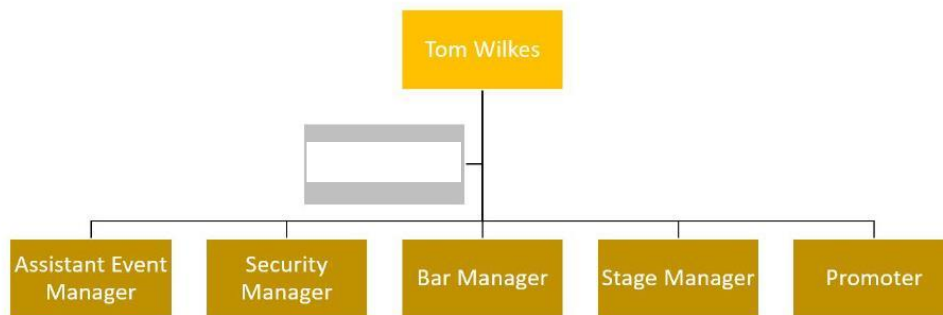 Tom Wilkes
Assistant Event
Manager
Security
Manager
Bar Manager
Stage Manager
Promoter